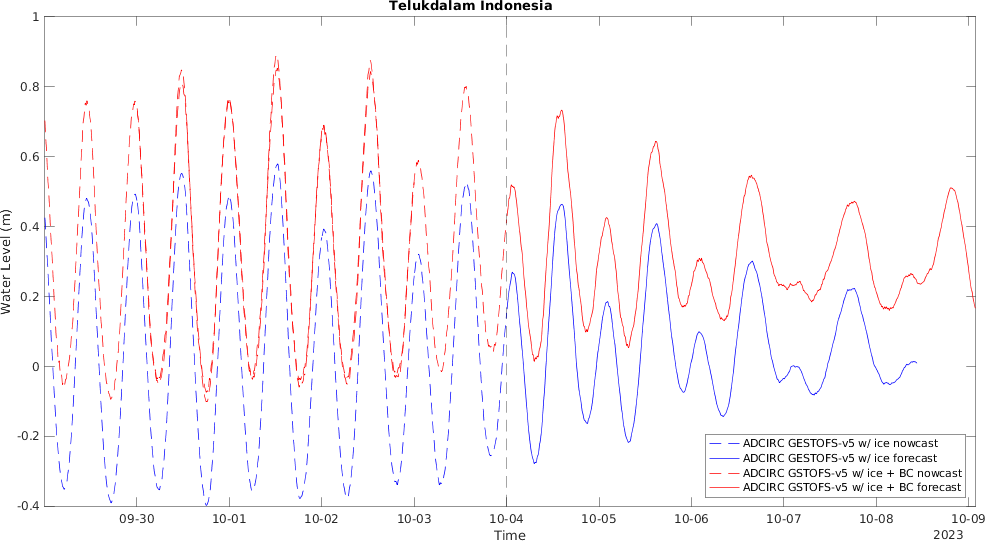 Telukdalam Indonesia
Water Level (m)
1
0.8
0.6
0.4
0.2
0
-0.2
-0.4
09-30
10-01
10-02
10-03
10-04
10-05
10-06
10-07
10-08
10-09
Time
2023
ADCIRC GESTOFS-v5 w/ ice nowcast
ADCIRC GESTOFS-v5 w/ ice forecast
ADCIRC GSTOFS-v5 w/ ice + BC nowcast
ADCIRC GSTOFS-v5 w/ ice + BC forecast